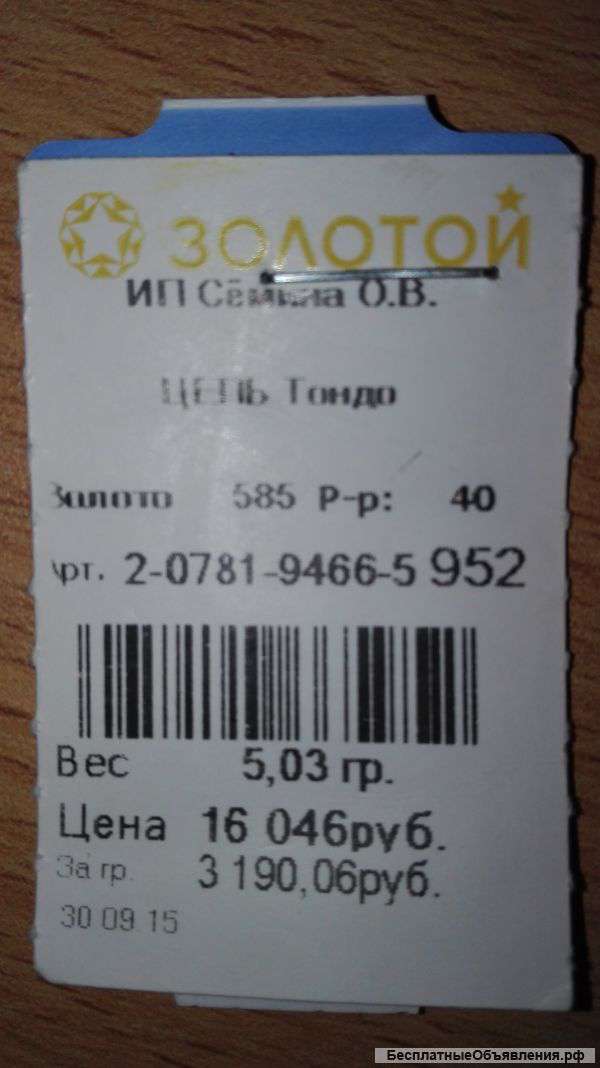 ЗОЛОТОЙ
ИП Сёмина О.В.
ЦЕПЬ Тондо
Золото 585 Р-р: 40
Арт. 2-0781-9466-5 952
Вес 5,03 гр.
Цена 16 046руб.
За гр. 3 190,06руб.
30 09 15
БесплатныеОбъявления.рф